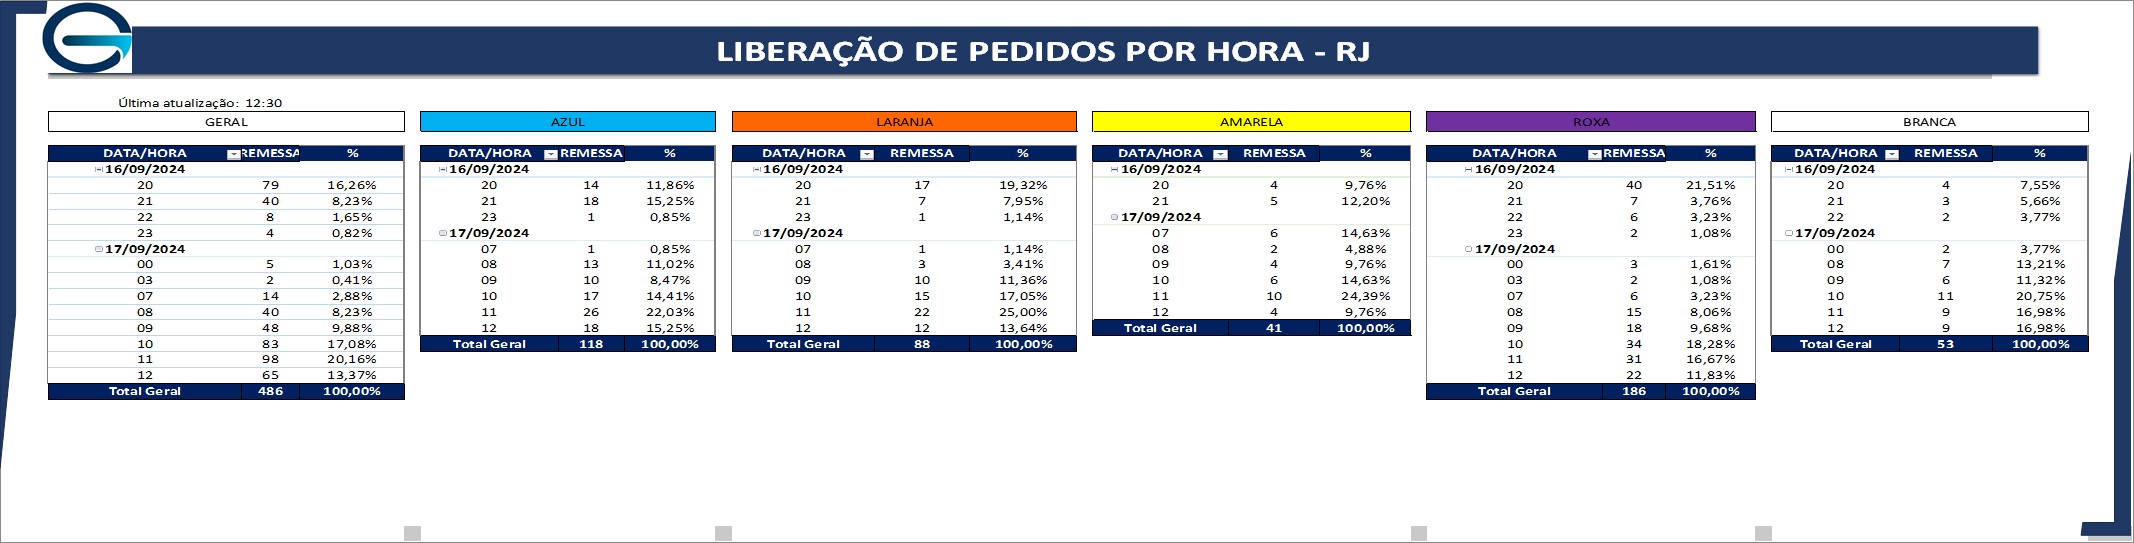 LIBERAÇÃO DE PEDIDOS POR HORA - RJ
Última atualização: 12:30
GERAL
DATA/HORA REMESSA %
16/09/2024
20 79 16,26%
21 40 8,23%
22 8 1,65%
23 4 0,82%
17/09/2024
00 5 1,03%
03 2 0,41%
07 14 2,88%
08 40 8,23%
09 48 9,88%
10 83 17,08%
11 98 20,16%
12 65 13,37%
Total Geral 486 100,00%
AZUL
DATA/HORA REMESSA %
16/09/2024
20 14 11,86%
21 18 15,25%
23 1 0,85%
17/09/2024
07 1 0,85%
08 13 11,02%
09 10 8,47%
10 17 14,41%
11 26 22,03%
12 18 15,25%
Total Geral 118 100,00%
LARANJA
DATA/HORA REMESSA %
16/09/2024
20 17 19,32%
21 7 7,95%
23 1 1,14%
17/09/2024
07 1 1,14%
08 3 3,41%
09 10 11,36%
10 15 17,05%
11 22 25,00%
12 12 13,64%
Total Geral 88 100,00%
AMARELA
DATA/HORA REMESSA %
16/09/2024
20 4 9,76%
21 5 12,20%
17/09/2024
07 6 14,63%
08 2 4,88%
09 4 9,76%
10 6 14,63%
11 10 24,39%
12 4 9,76%
Total Geral 41 100,00%
ROXA
DATA/HORA REMESSA %
16/09/2024
20 40 21,51%
21 7 3,76%
22 6 3,23%
23 2 1,08%
17/09/2024
00 3 1,61%
03 2 1,08%
07 6 3,23%
08 15 8,06%
09 18 9,68%
10 34 18,28%
11 31 16,67%
12 22 11,83%
Total Geral 186 100,00%
BRANCA
DATA/HORA REMESSA %
16/09/2024
20 4 7,55%
21 3 5,66%
22 2 3,77%
17/09/2024
00 2 3,77%
08 7 13,21%
09 6 11,32%
10 11 20,75%
11 9 16,98%
12 9 16,98%
Total Geral 53 100,00%